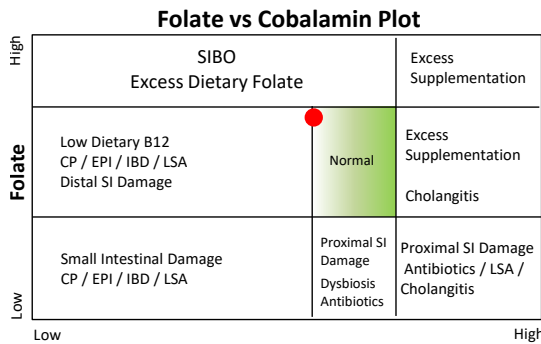 Folate vs Cobalamin Plot
High
SIBO
Excess Dietary Folate
Excess
Supplementation
Folate
Low Dietary B12
CP / EPI / IBD / LSA
Distal SI Damage
Normal
Excess
Supplementation
Cholangitis
Small Intestinal Damage
CP / EPI / IBD / LSA
Proximal SI
Damage
Dysbiosis
Antibiotics
Proximal SI Damage
Antibiotics / LSA /
Cholangitis
Low
Low
High